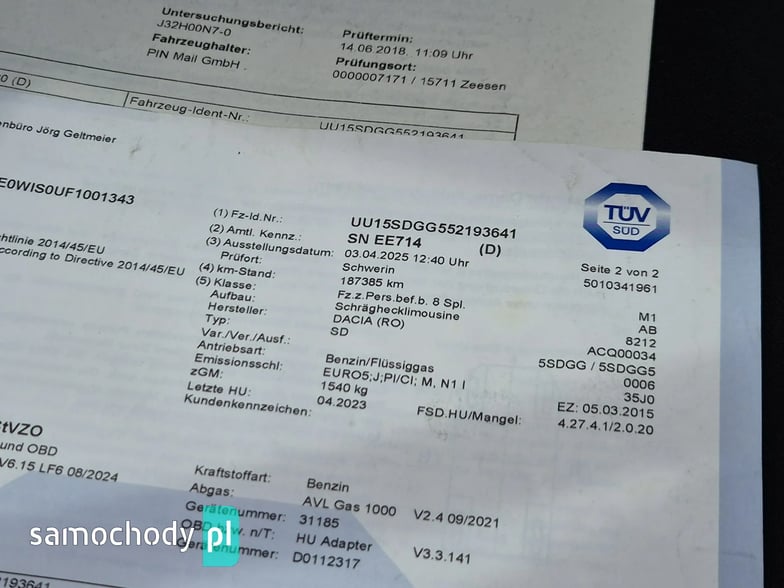 Untersuchungsbericht:
J32H00N7-0
Fahrzeughalter:
PIN Mail GmbH .
Prüftermin:
14.06.2018, 11:09 Uhr
Prüfungsort:
0000007171 / 15711 Zeesen
0 (D)
Fahrzeug-Ident-Nr.:
UU15SDGG552193641
enbüro Jörg Geltmeier
E0WIS0UF1001343
chtlinie 2014/45/EU
ccording to Directive 2014/45/EU
TÜV
SÜD
Seite 2 von 2
5010341961
(1) Fz-Id.Nr.: UU15SDGG552193641
(2) Amtl. Kennz.: SN EE714 (D)
(3) Ausstellungsdatum: 03.04.2025 12:40 Uhr
Prüfort: Schwerin
(4) km-Stand: 187385 km
(5) Klasse: Fz.z.Pers.bef.b. 8 Spl. M1
Aufbau: Schräghecklimousine AB
Hersteller: DACIA (RO) 8212
Typ: SD ACQ00034
Var./Ver./Ausf.: 5SDGG / 5SDGG5
Antriebsart: Benzin/Flüssiggas 0006
Emissionsschl: EURO5;J;PI/CI; M, N1 I 35J0
zGM: 1540 kg EZ: 05.03.2015
Letzte HU: 04.2023 FSD.HU/Mangel: 4.27.4.1/2.0.20
Kundenkennzeichen:
StVZO
und OBD
V6.15 LF6 08/2024
Kraftstoffart: Benzin
Abgas: AVL Gas 1000 V2.4 09/2021
Gerätenummer: 31185
OBD bzw. n/T: HU Adapter V3.3.141
Gerätenummer: D0112317
samochody pl
2193641